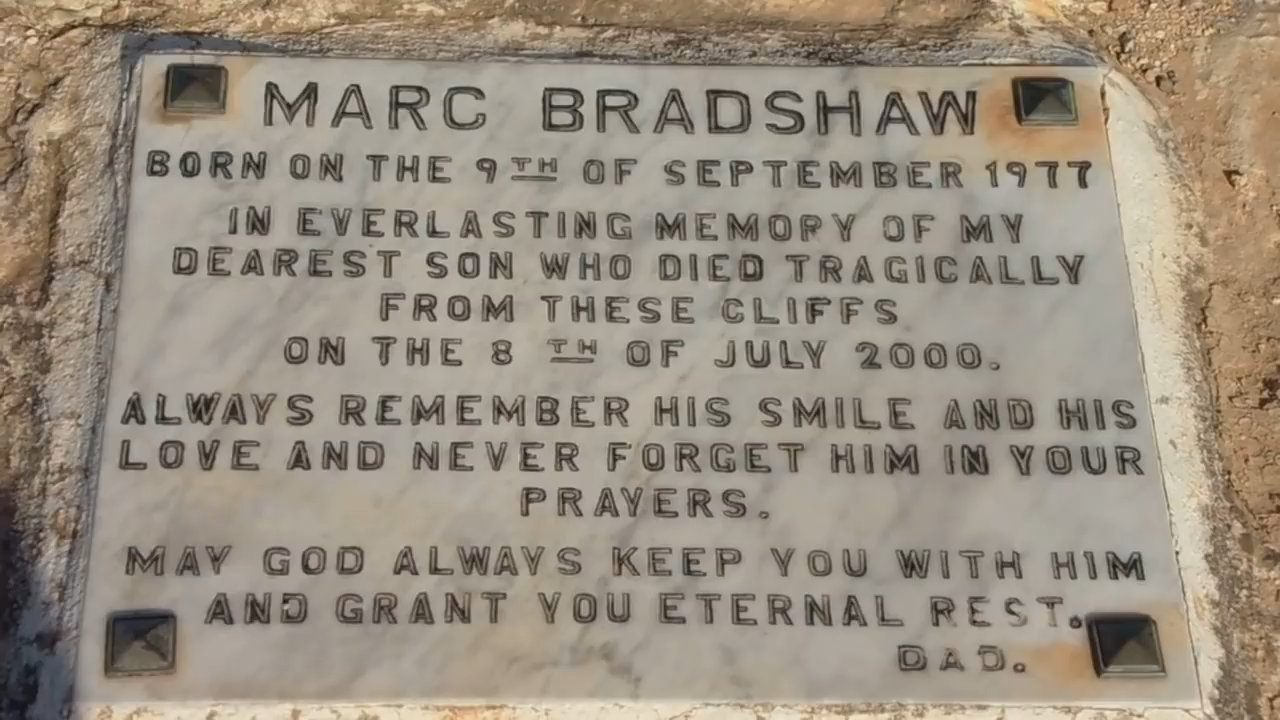 MARC BRADSHAW
BORN ON THE 9TH OF SEPTEMBER 1977
IN EVERLASTING MEMORY OF MY
DEAREST SON WHO DIED TRAGICALLY
FROM THESE CLIFFS
ON THE 8 TH OF JULY 2000.
ALWAYS REMEMBER HIS SMILE AND HIS
LOVE AND NEVER FORGET HIM IN YOUR
PRAYERS.
MAY GOD ALWAYS KEEP YOU WITH HIM
AND GRANT YOU ETERNAL REST.
DAD.